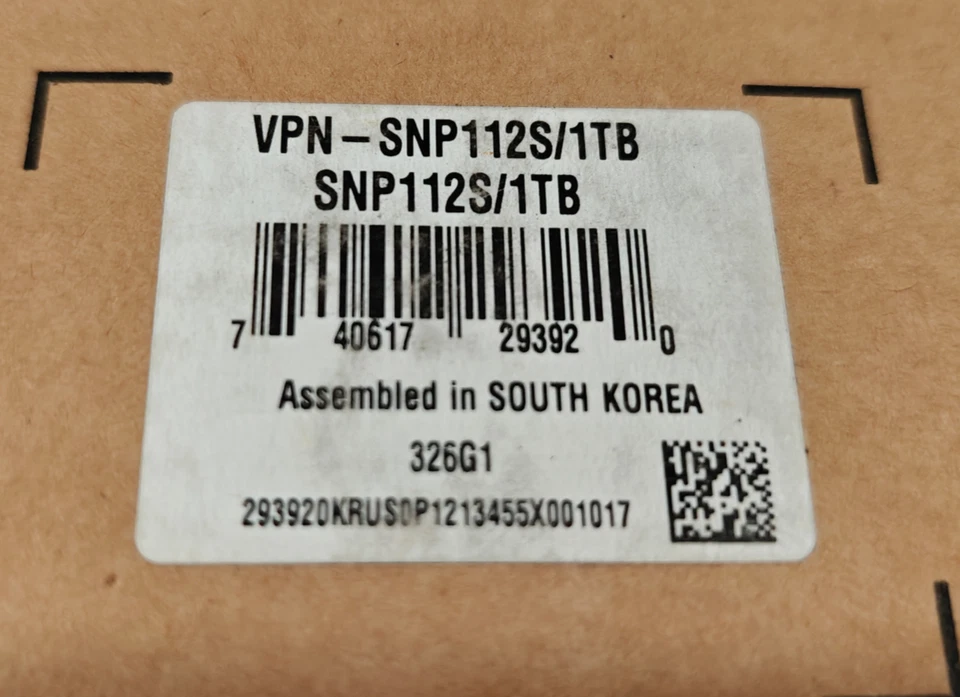 VPN-SNP112S/1TB
SNP112S/1TB
7 40617 29392 0
Assembled in SOUTH KOREA
326G1
293920KRUS0P1213455X001017